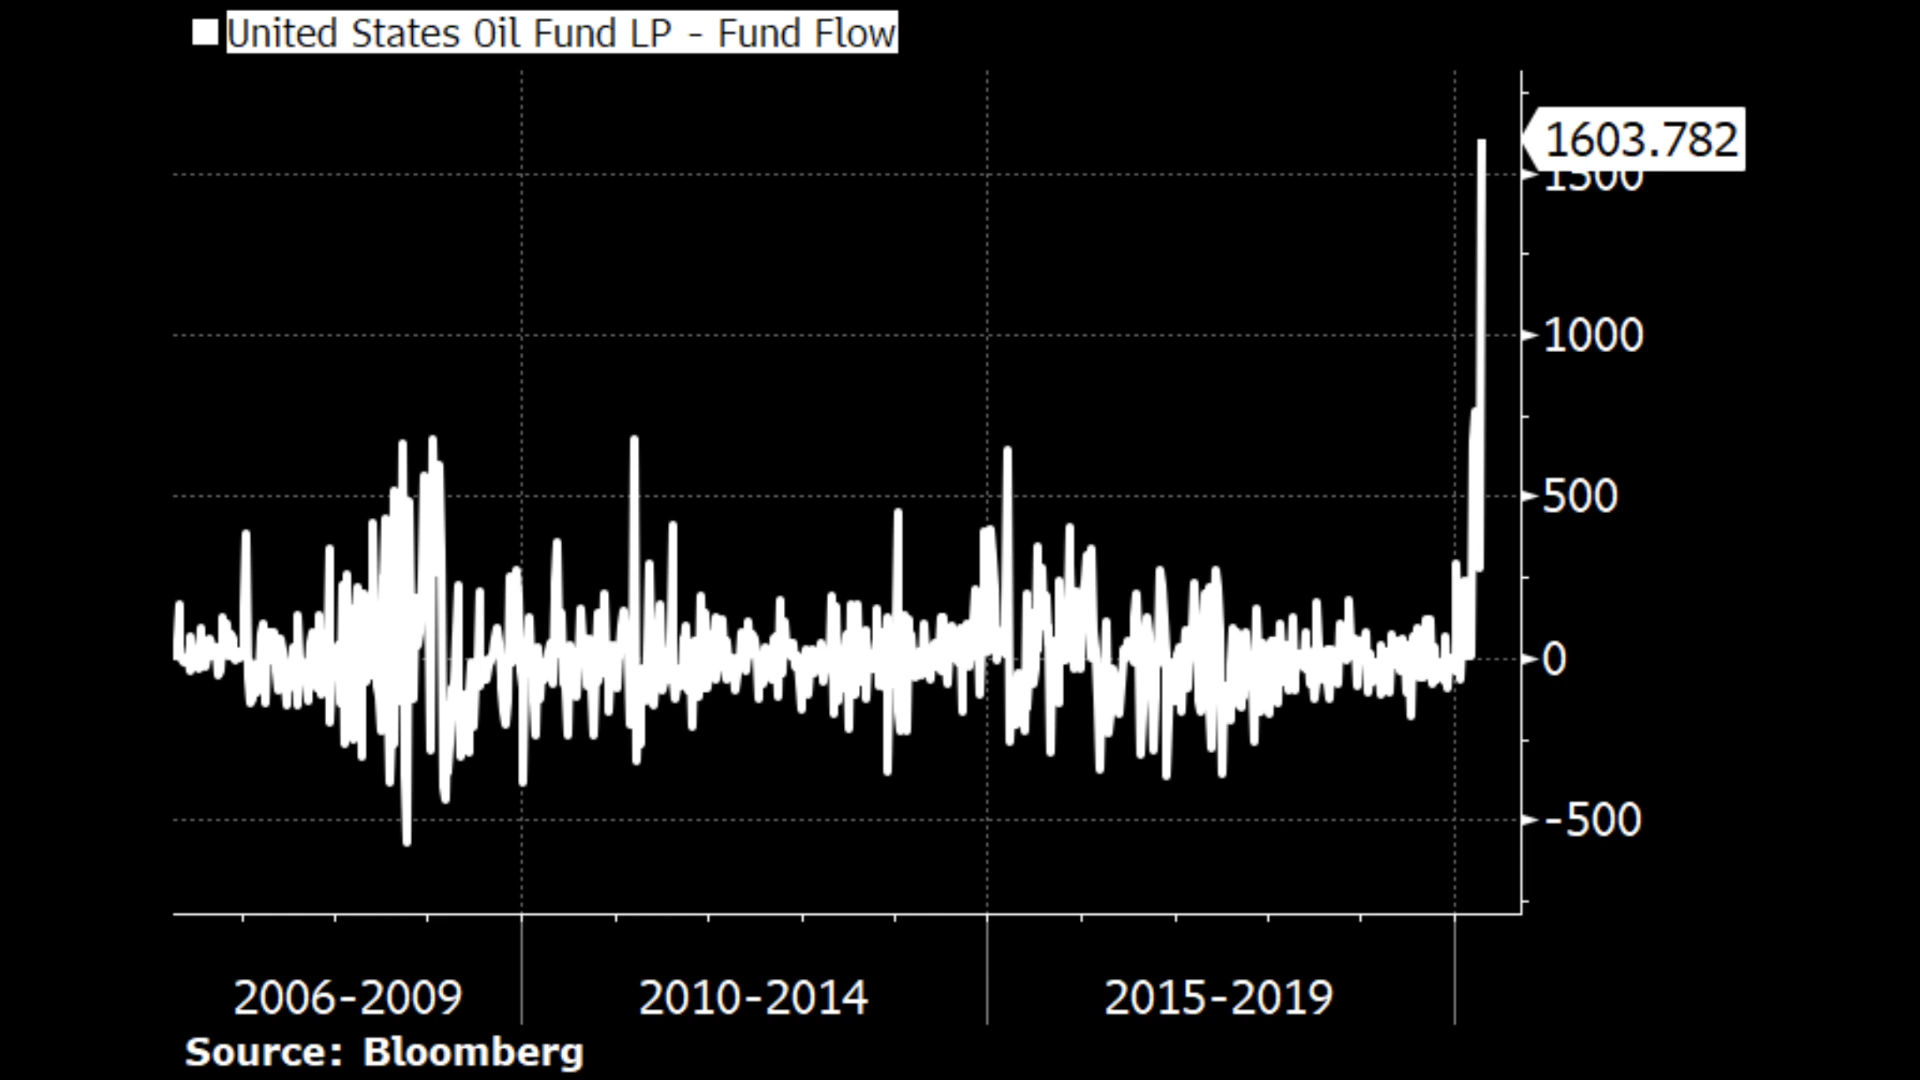 United States Oil Fund LP - Fund Flow
1603.782
1500
1000
500
0
-500
2006-2009 2010-2014 2015-2019
Source: Bloomberg